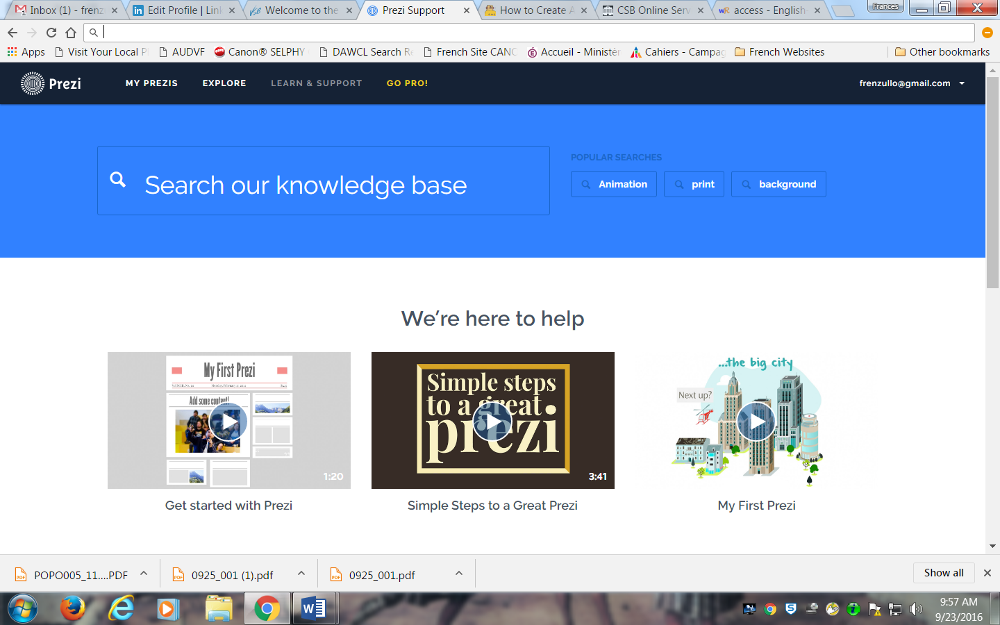 Inbox (1) - frenz
Edit Profile | Lin
Welcome to the
Prezi Support
How to Create A
CSB Online Serv
access - English
Frances
Apps
Visit Your Local P
AUDVF
Canon® SELPHY
DAWCL Search Re
French Site CANC
Accueil - Ministèr
Cahiers - Campag
French Websites
Other bookmarks
Prezi
MY PREZIS
EXPLORE
LEARN & SUPPORT
GO PRO!
frenzullo@gmail.com
Search our knowledge base
POPULAR SEARCHES
Animation
print
background
We're here to help
My First Prezi
Add some content!
1:20
Simple steps
to a great
prezi
3:41
...the big city
Next up?
Get started with Prezi
Simple Steps to a Great Prezi
My First Prezi
POPO005_11....PDF
0925_001 (1).pdf
0925_001.pdf
Show all
9:57 AM
9/23/2016